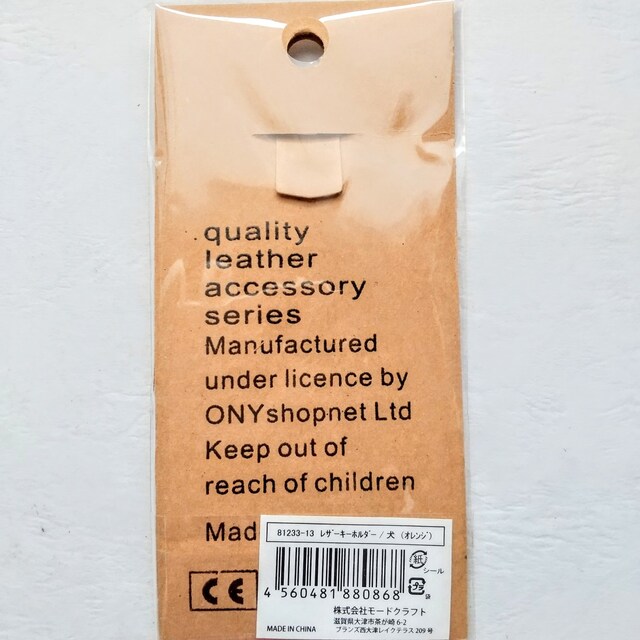 quality
leather
accessory
series
Manufactured
under licence by
ONYshopnet Ltd
Keep out of
reach of children
Mad
CE
81233-13 ﾚｻﾞｰｷｰﾎﾙﾀﾞｰ / 犬 (ｵﾚﾝｼﾞ)
紙
シール
プラ
袋
4 560481 880868
株式会社モードクラフト
滋賀県大津市茶が崎 6-2
MADE IN CHINA ブランズ西大津レイクテラス 209 号